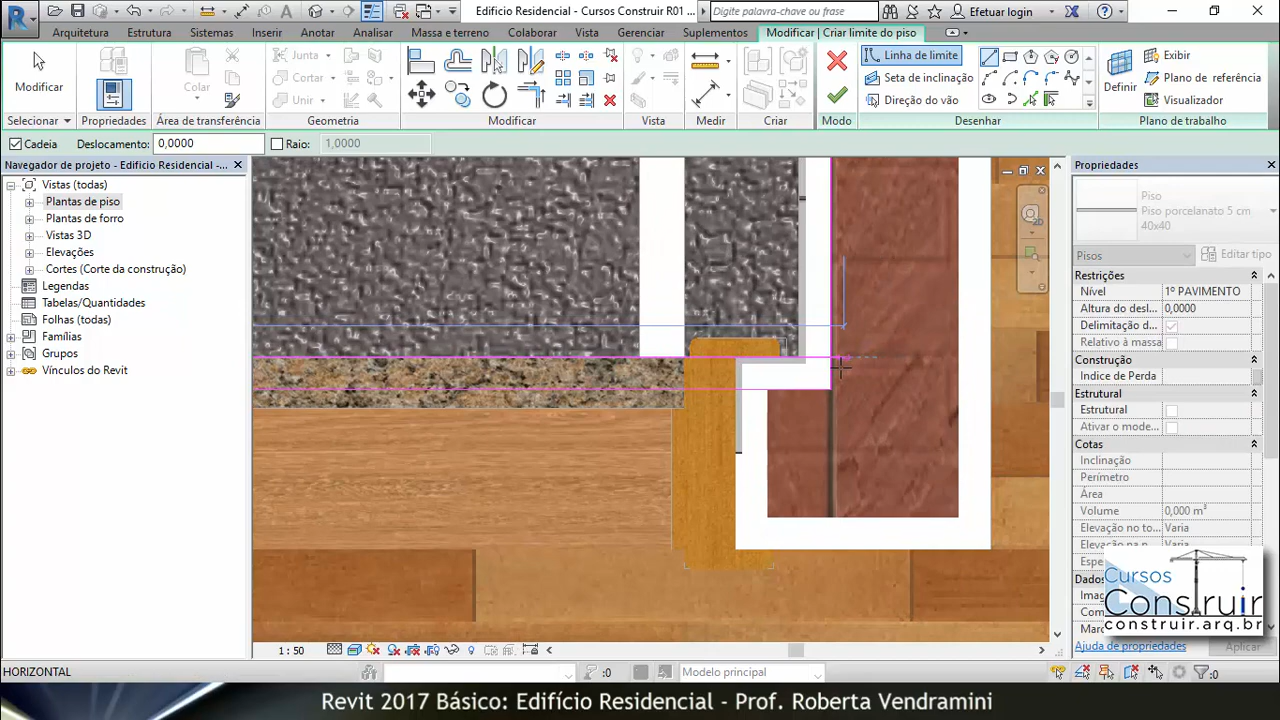 Edificio Residencial - Cursos Construir R01
Digite palavra-chave ou frase
Efetuar login
Arquitetura
Estrutura
Sistemas
Inserir
Anotar
Analisar
Massa e terreno
Colaborar
Vista
Gerenciar
Suplementos
Modificar | Criar limite do piso
Modificar
Colar
Junta
Cortar
Unir
Definir
Linha de limite
Seta de inclinação
Direção do vão
Exibir
Plano de referência
Visualizador
Selecionar
Propriedades
Área de transferência
Geometria
Modificar
Vista
Medir
Criar
Modo
Desenhar
Plano de trabalho
Cadeia
Deslocamento: 0,0000
Raio: 1,0000
Navegador de projeto - Edificio Residencial -...
Vistas (todas)
Plantas de piso
Plantas de forro
Vistas 3D
Elevações
Cortes (Corte da construção)
Legendas
Tabelas/Quantidades
Folhas (todas)
Famílias
Grupos
Vínculos do Revit
2D
Propriedades
Piso
Piso porcelanato 5 cm
40x40
Pisos
Editar tipo
Restrições
Nível 1º PAVIMENTO
Altura do desl... 0,0000
Delimitação d...
Relativo à massa
Construção
Indice de Perda
Estrutural
Estrutural
Ativar o mode...
Cotas
Inclinação
Perímetro
Área
Volume 0,000 m³
Elevação no to... Varia
Elevação na p... Varia
Espe
Dados
Imag
Com
Marc
Cursos
Construir
construir.arq.br
Ajuda de propriedades
Aplicar
1 : 50
HORIZONTAL
:0
Modelo principal
:0
Revit 2017 Básico: Edifício Residencial - Prof. Roberta Vendramini